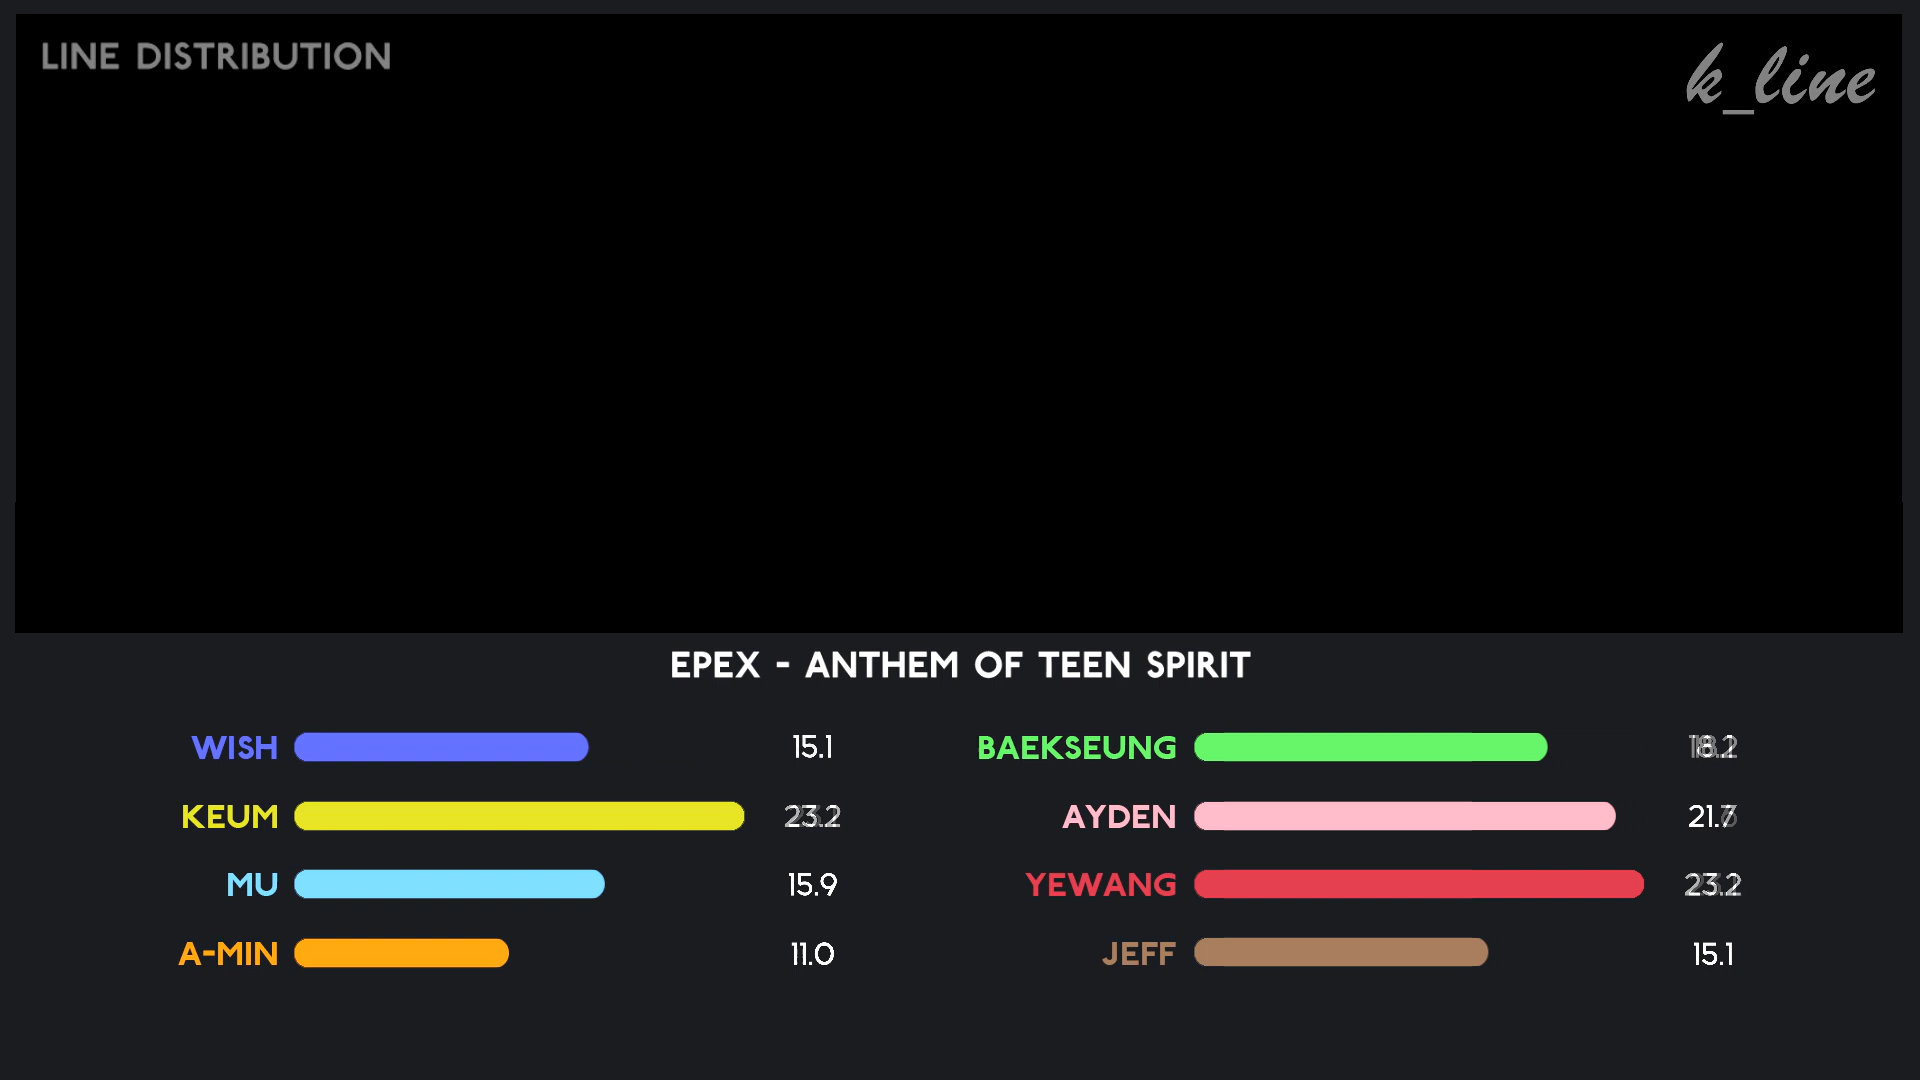 LINE DISTRIBUTION
k_line
EPEX - ANTHEM OF TEEN SPIRIT
WISH 15.1
BAEKSEUNG
KEUM 23.2
AYDEN
MU 15.9
YEWANG 23.2
A-MIN 11.0
JEFF 15.1